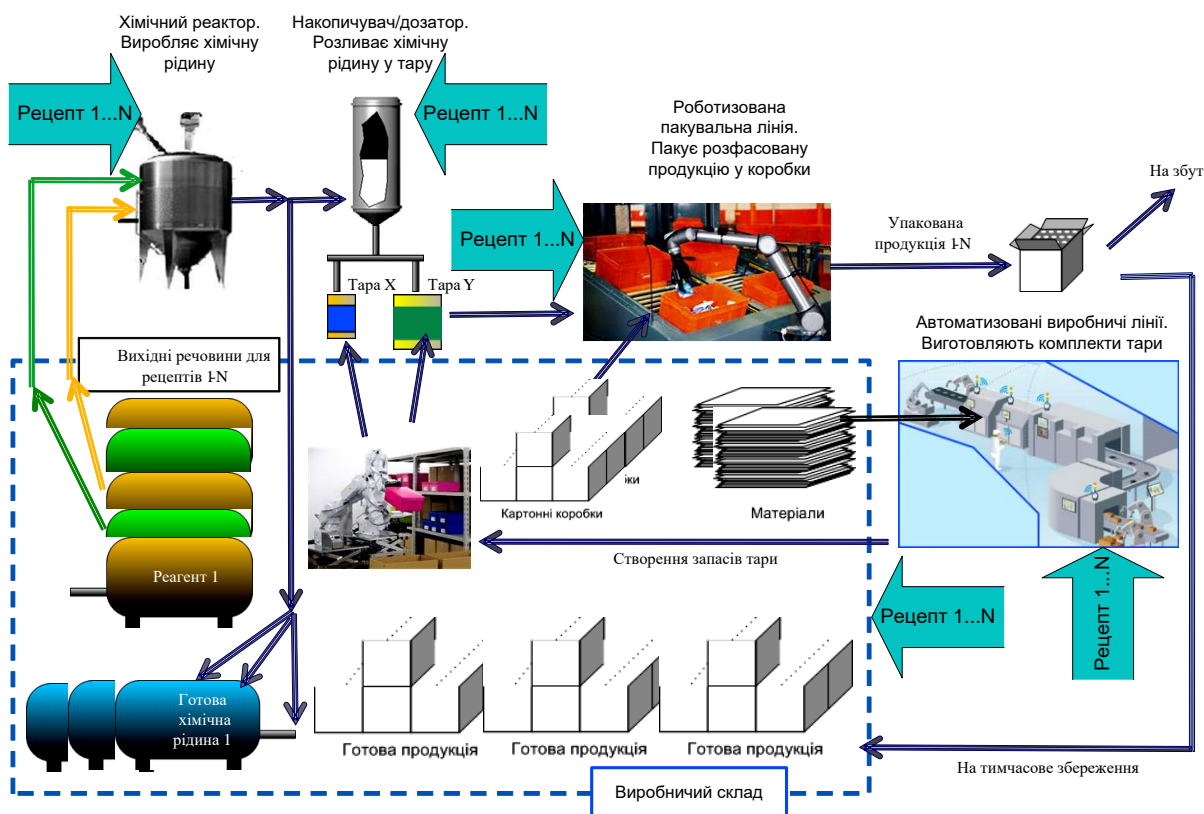 Хімічний реактор.
Виробляє хімічну
рідину
Накопичувач/дозатор.
Розливає хімічну
рідину у тару
Рецепт 1...N
Рецепт 1...N
Роботизована
пакувальна лінія.
Пакує розфасовану
продукцію у коробки
На збут
Рецепт 1...N
Упакована
продукція 1-N
Тара X
Тара Y
Автоматизовані виробничі лінії.
Виготовляють комплекти тари
Вихідні речовини для
рецептів 1-N
Картонні коробки
Матеріали
Створення запасів тари
Реагент 1
Рецепт 1...N
Рецепт 1...N
Готова
хімічна
рідина 1
Готова продукція
Готова продукція
Готова продукція
На тимчасове збереження
Виробничий склад